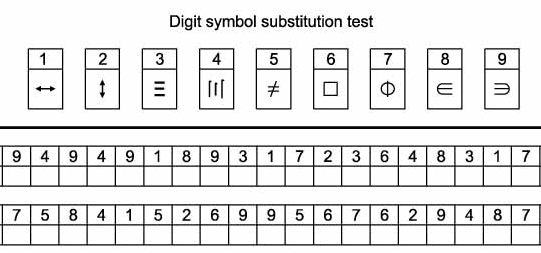 Digit symbol substitution test
1 2 3 4 5 6 7 8 9
↔ ↕ Ξ ⌈⌈⌈ ≠ □ Φ ∈ ∋
9 4 9 4 9 1 8 9 3 1 7 2 3 6 4 8 3 1 7
7 5 8 4 1 5 2 6 9 9 5 6 7 6 2 9 4 8 7